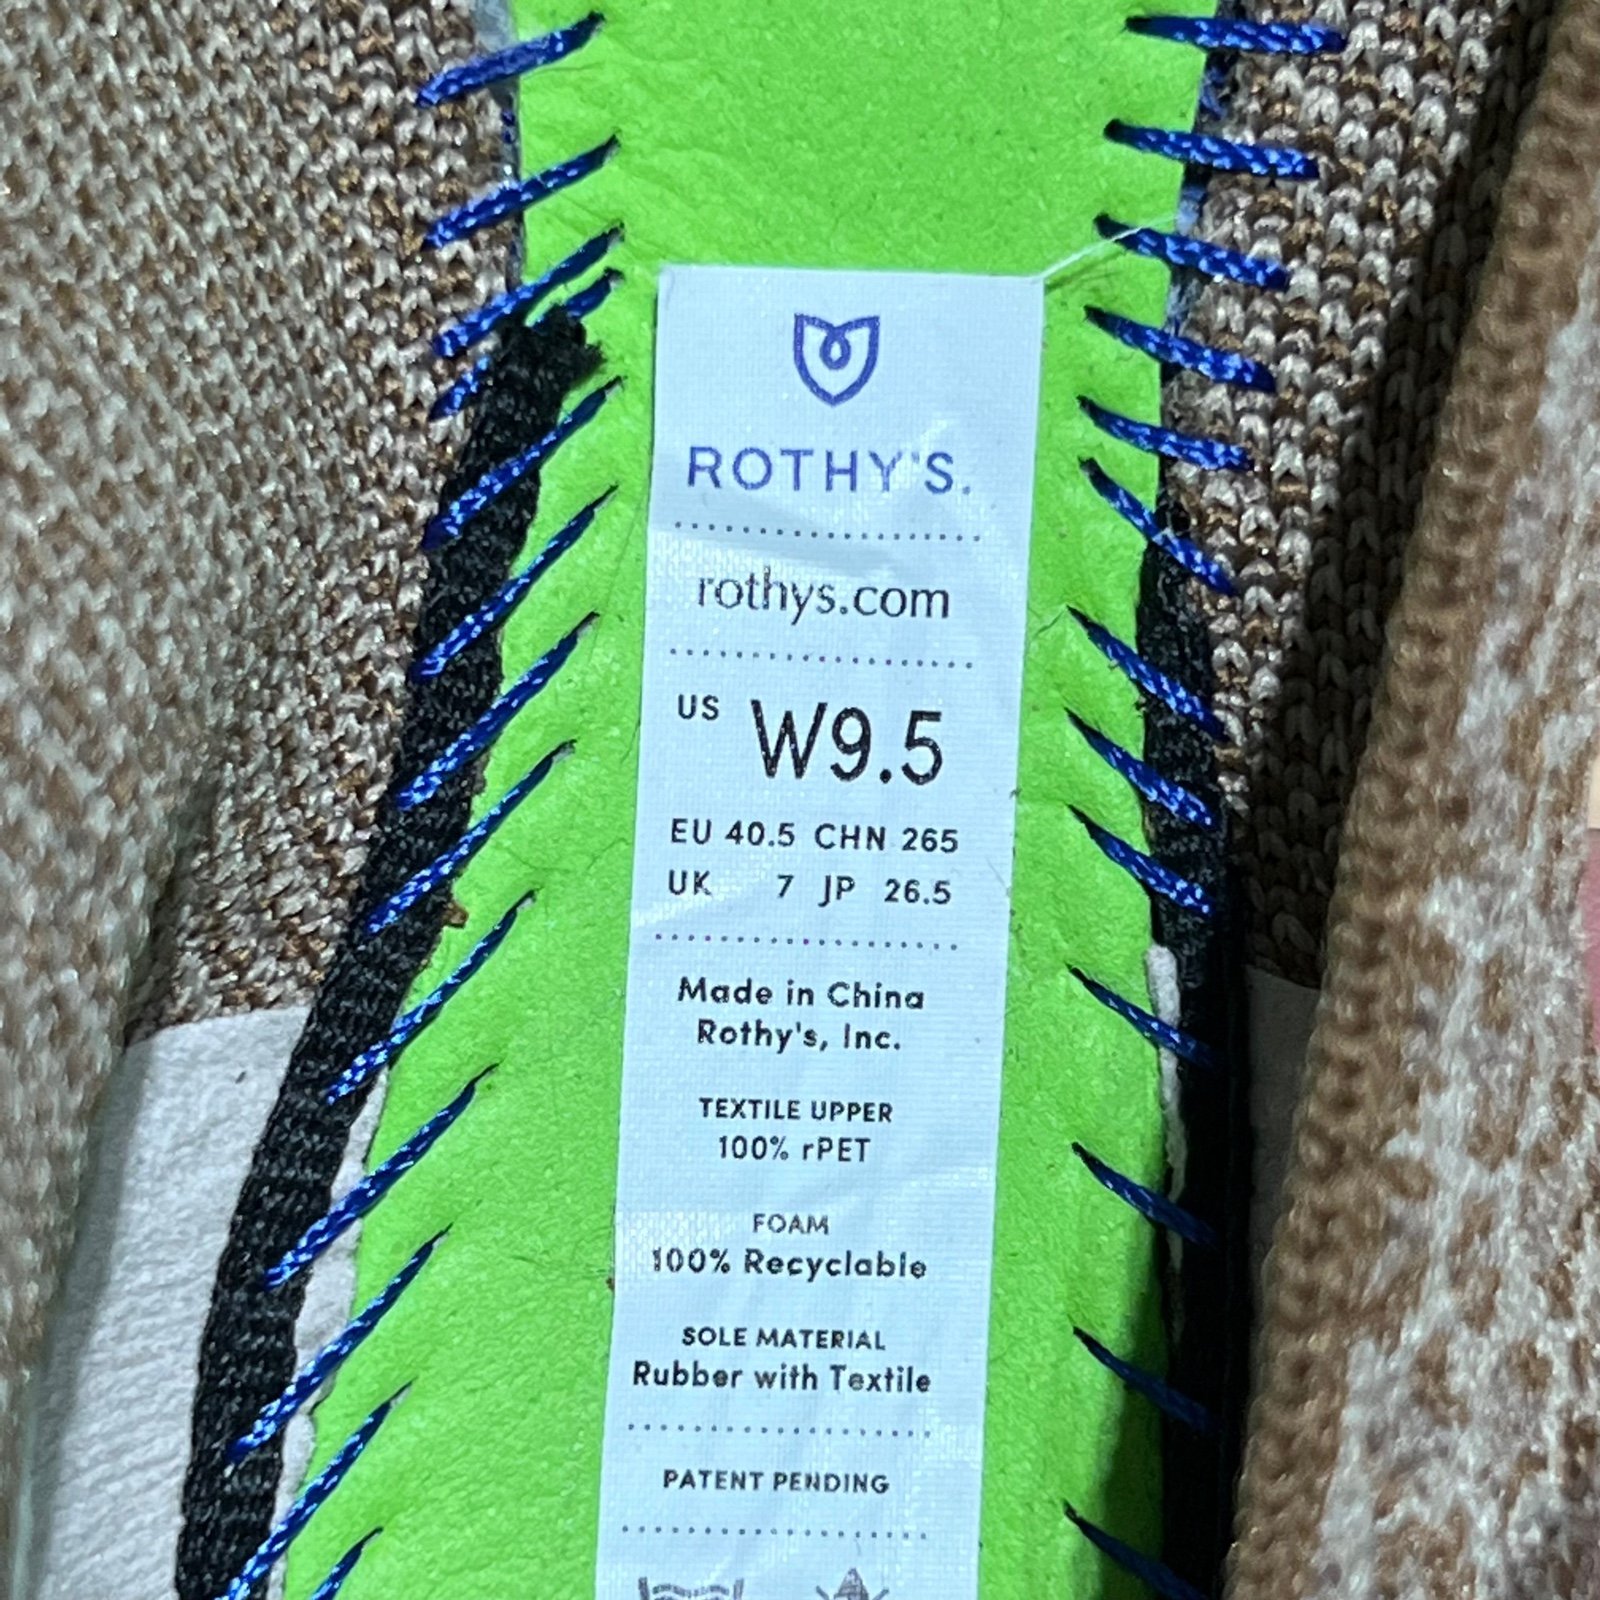 ROTHY'S.
rothys.com
US W9.5
EU 40.5 CHN 265
UK 7 JP 26.5
Made in China
Rothy's, Inc.
TEXTILE UPPER
100% rPET
FOAM
100% Recyclable
SOLE MATERIAL
Rubber with Textile
PATENT PENDING